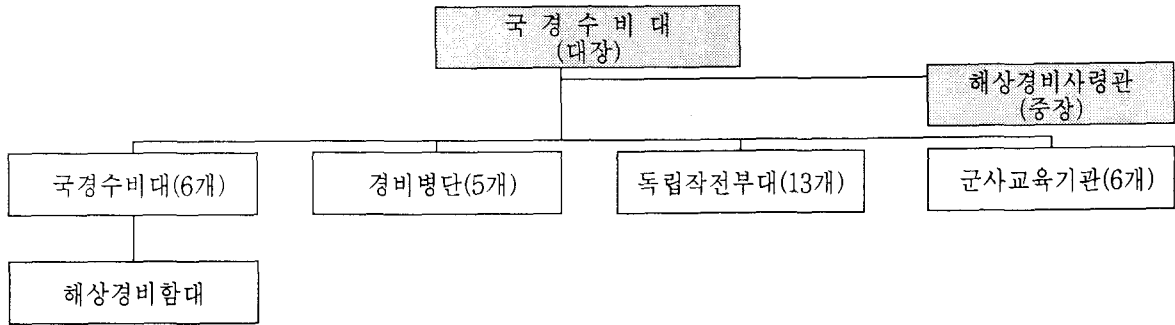 국 경 수 비 대
(대장)
해상경비사령관
(중장)
국경수비대(6개)
경비병단(5개)
독립작전부대(13개)
군사교육기관(6개)
해상경비함대